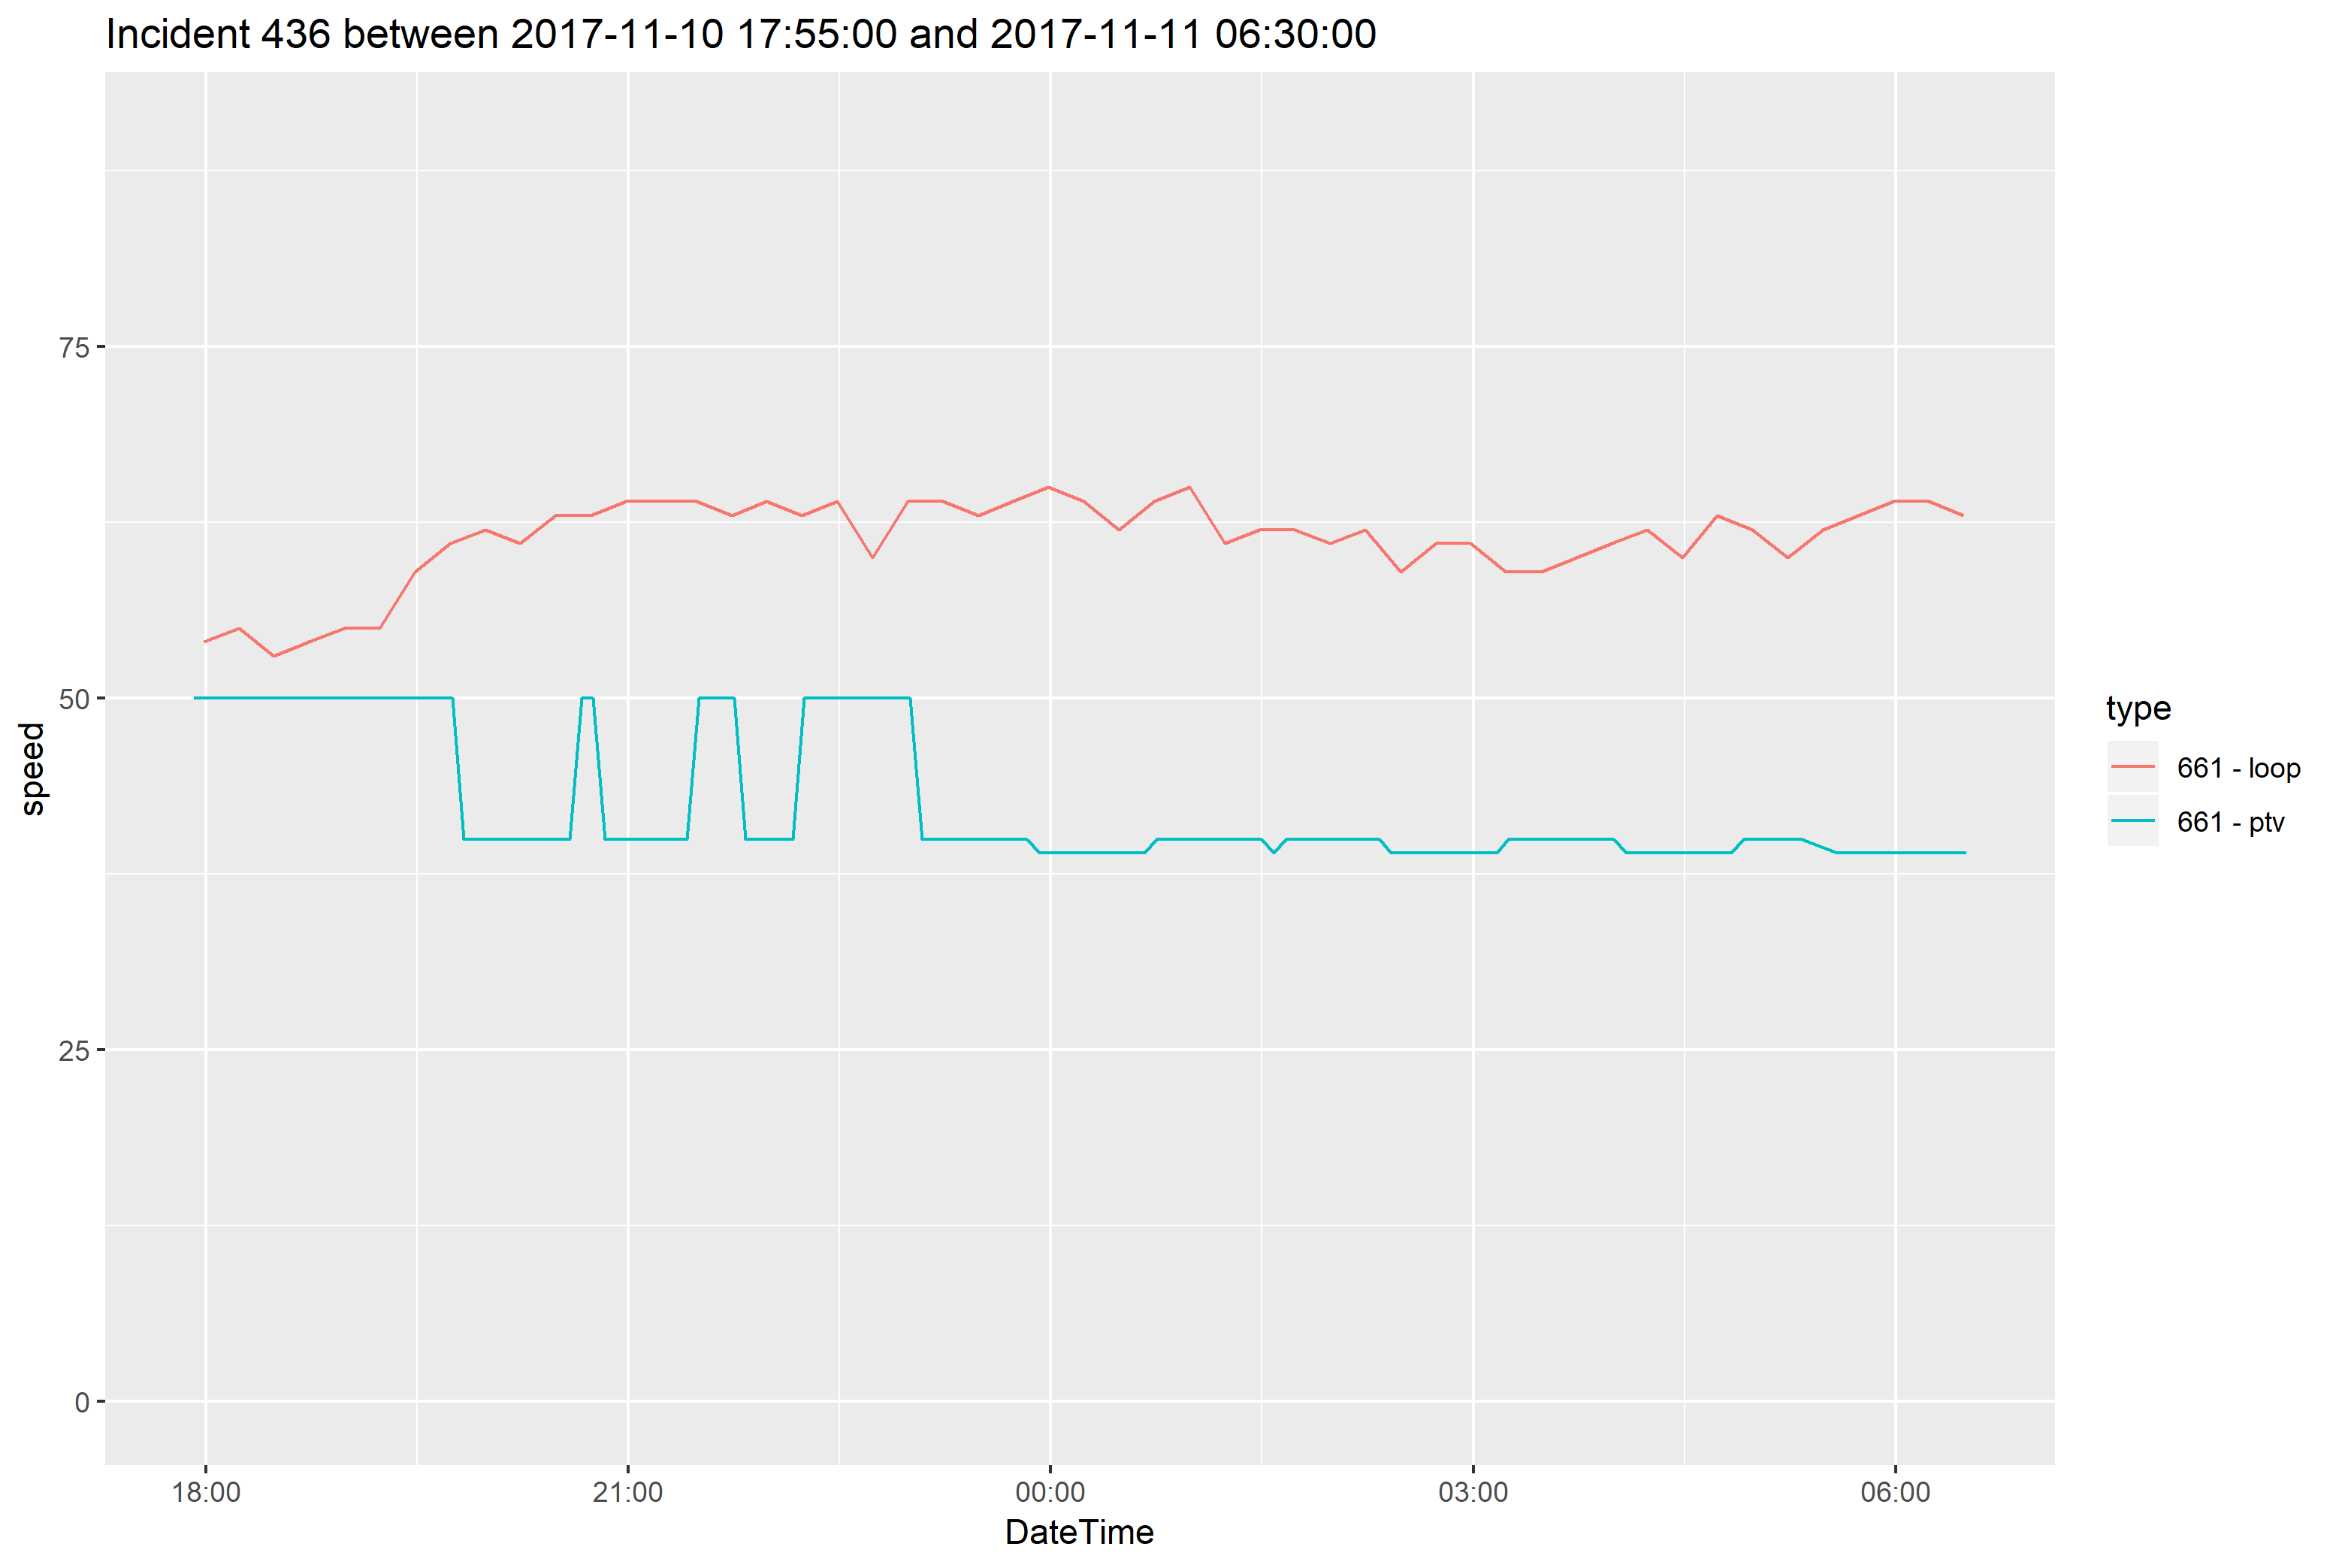 Incident 436 between 2017-11-10 17:55:00 and 2017-11-11 06:30:00
75
50
25
0
speed
18:00
21:00
00:00
03:00
06:00
DateTime
type
661 - loop
661 - ptv